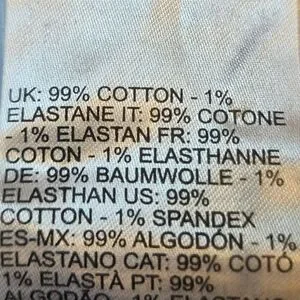 UK: 99% COTTON - 1%
ELASTANE IT: 99% COTONE
- 1% ELASTAN FR: 99%
COTON - 1% ELASTHANNE
DE: 99% BAUMWOLLE - 1%
ELASTHAN US: 99%
COTTON - 1% SPANDEX
ES-MX: 99% ALGODÓN - 1%
ELASTANO CAT: 99% COTÓ
1% ELASTÀ PT: 99%
ALGODÃO - 1%